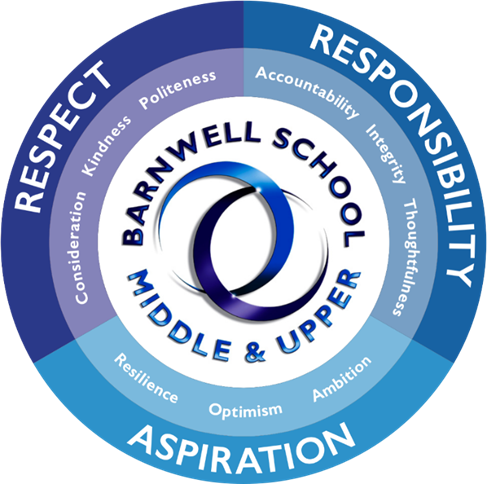 RESPECT
Consideration
Kindness
Politeness
RESPONSIBILITY
Accountability
Integrity
Thoughtfulness
ASPIRATION
Resilience
Optimism
Ambition
BARNWELL SCHOOL
MIDDLE & UPPER